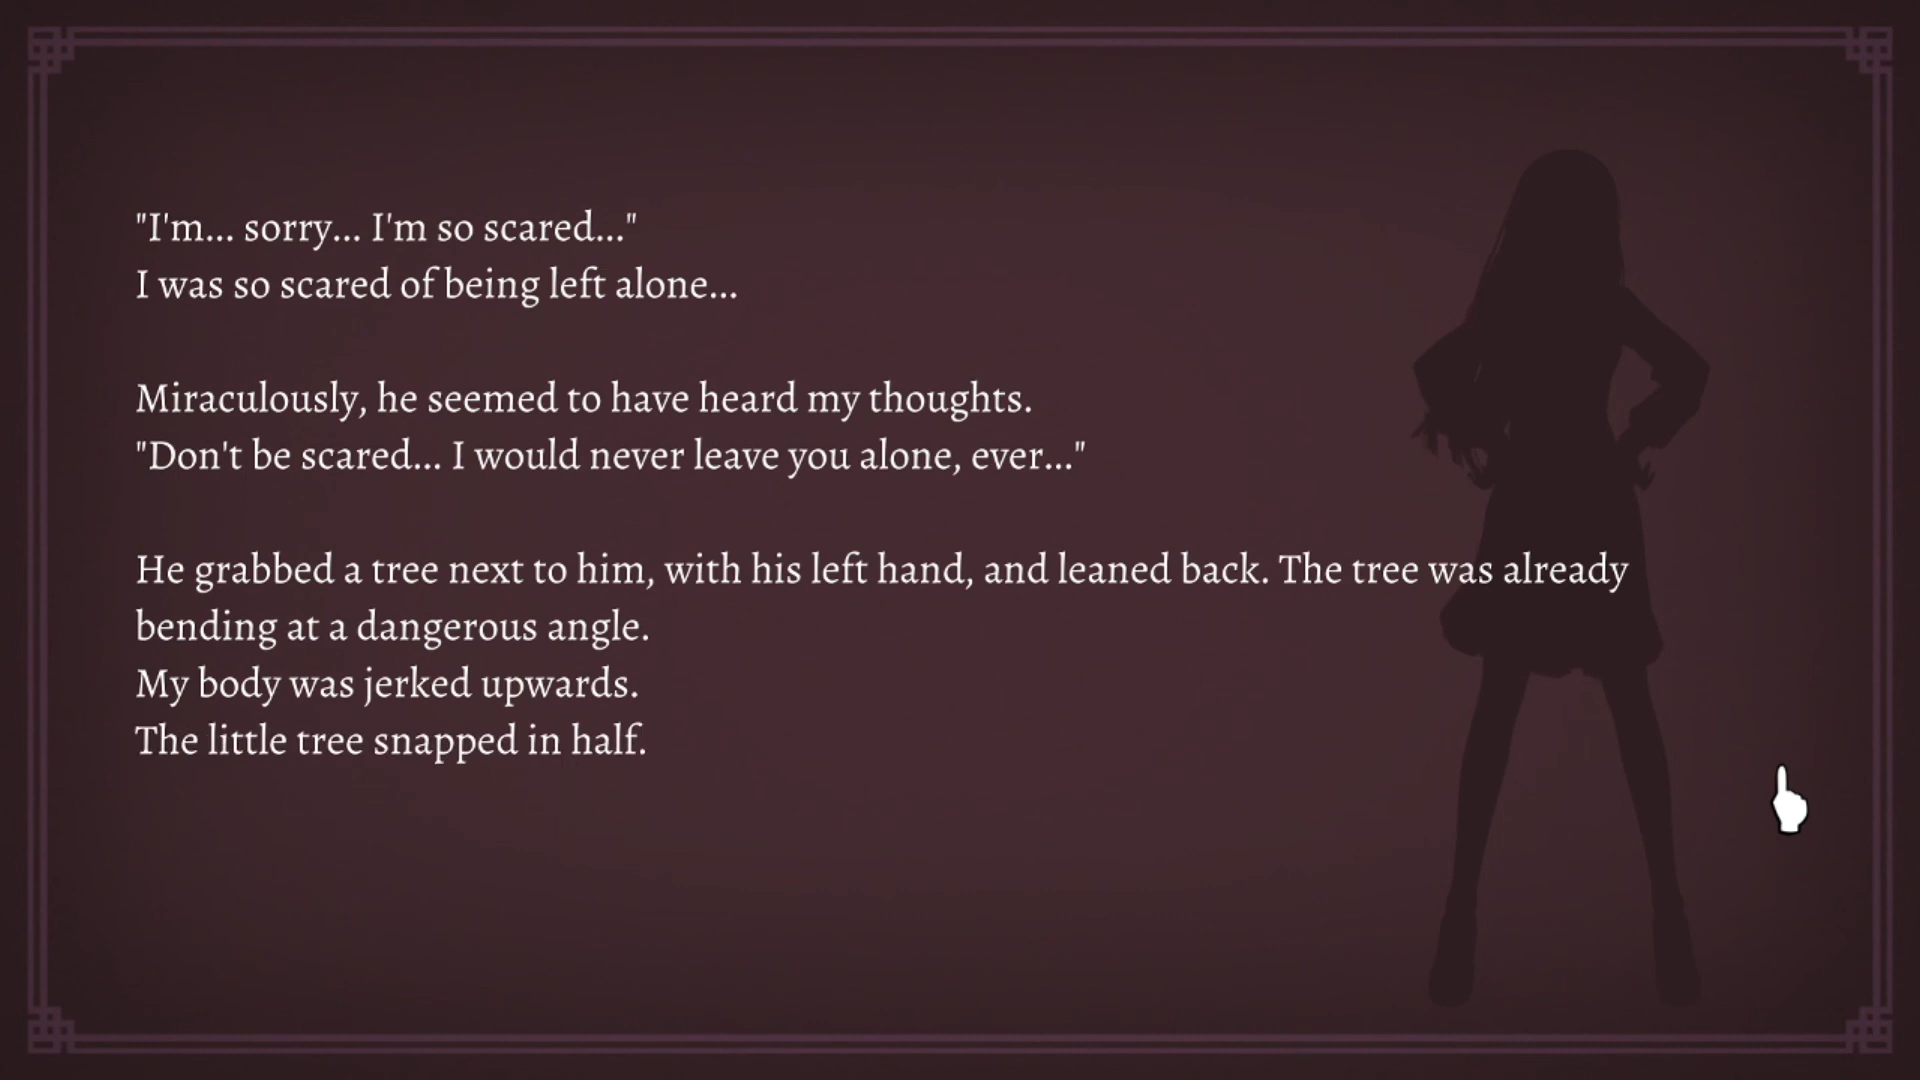 "I'm... sorry... I'm so scared..."
I was so scared of being left alone...
Miraculously, he seemed to have heard my thoughts.
"Don't be scared... I would never leave you alone, ever..."
He grabbed a tree next to him, with his left hand, and leaned back. The tree was already
bending at a dangerous angle.
My body was jerked upwards.
The little tree snapped in half.